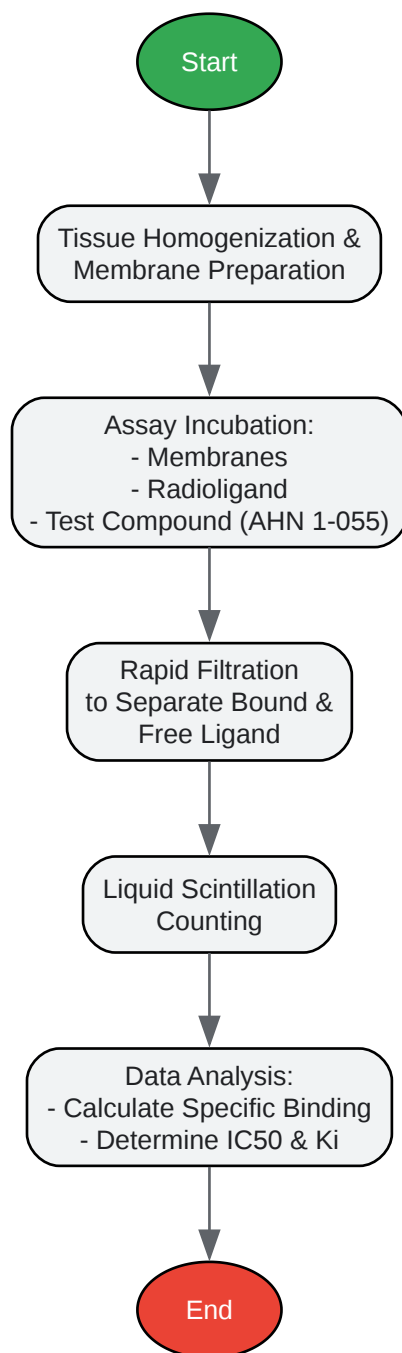 Start
Tissue Homogenization &
Membrane Preparation
Assay Incubation:
- Membranes
- Radioligand
- Test Compound (AHN 1-055)
Rapid Filtration
to Separate Bound &
Free Ligand
Liquid Scintillation
Counting
Data Analysis:
- Calculate Specific Binding
- Determine IC50 & Ki
End